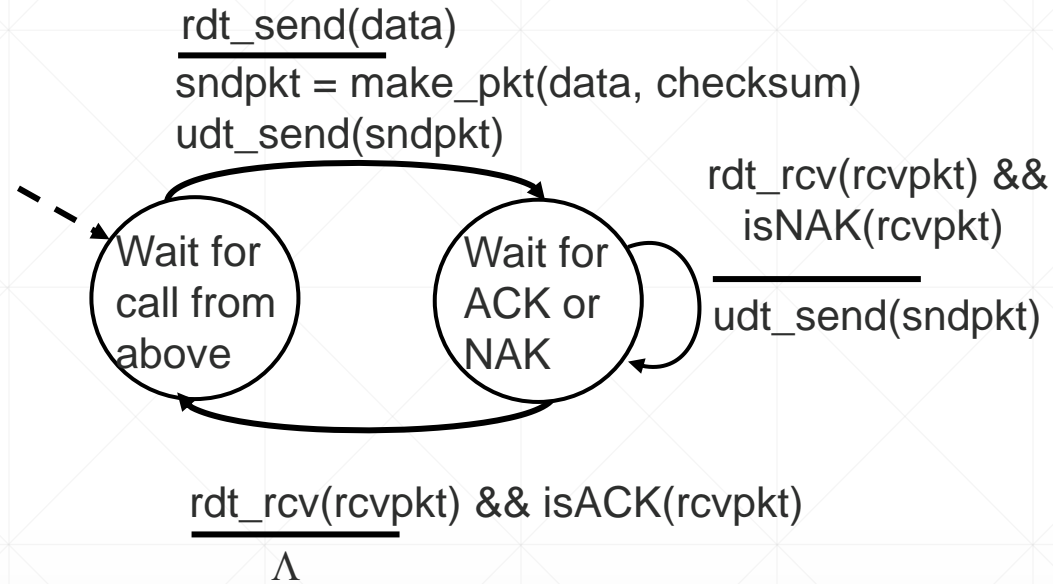 rdt_send(data)
sndpkt = make_pkt(data, checksum)
udt_send(sndpkt)
rdt_rcv(rcvpkt) &&
isNAK(rcvpkt)
udt_send(sndpkt)
Wait for
call from
above
Wait for
ACK or
NAK
rdt_rcv(rcvpkt) && isACK(rcvpkt)
Λ